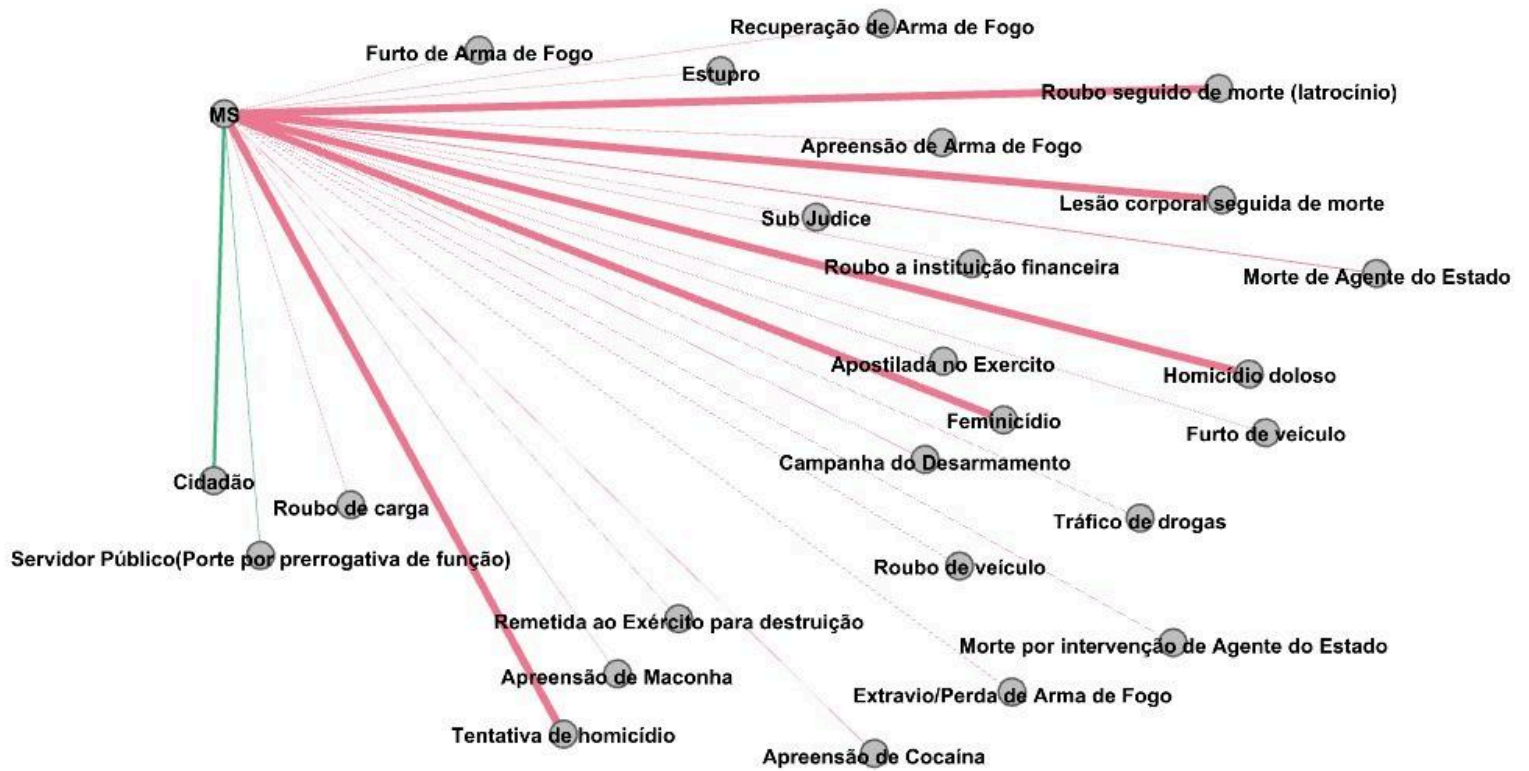 Recuperação de Arma de Fogo
Furto de Arma de Fogo
Estupro
Roubo seguido de morte (latrocínio)
MS
Apreensão de Arma de Fogo
Lesão corporal seguida de morte
Sub Judice
Roubo a instituição financeira
Morte de Agente do Estado
Apostilada no Exercito
Homicídio doloso
Feminicídio
Furto de veículo
Campanha do Desarmamento
Cidadão
Roubo de carga
Tráfico de drogas
Servidor Público(Porte por prerrogativa de função)
Roubo de veículo
Remetida ao Exército para destruição
Morte por intervenção de Agente do Estado
Apreensão de Maconha
Extravio/Perda de Arma de Fogo
Tentativa de homicídio
Apreensão de Cocaína